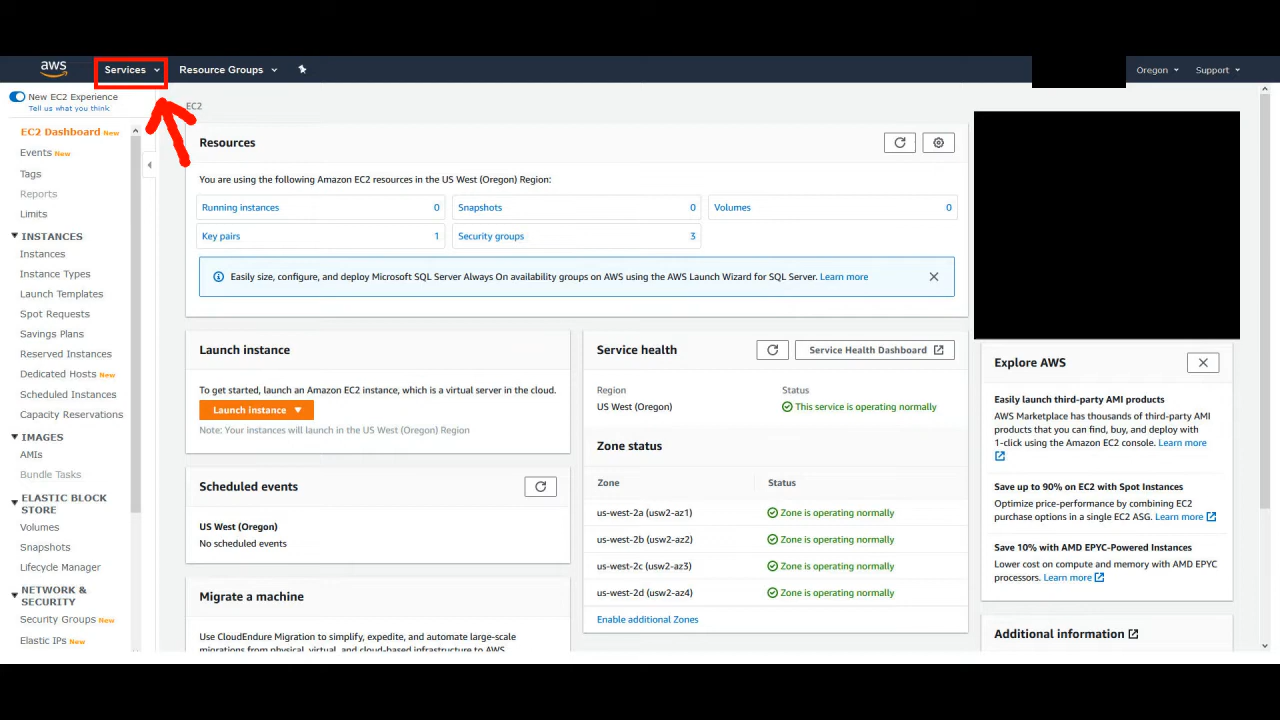 aws
Services
Resource Groups
Oregon
Support
New EC2 Experience
Tell us what you think
EC2 Dashboard New
Events New
Tags
Reports
Limits
INSTANCES
Instances
Instance Types
Launch Templates
Spot Requests
Savings Plans
Reserved Instances
Dedicated Hosts New
Scheduled Instances
Capacity Reservations
IMAGES
AMIs
Bundle Tasks
ELASTIC BLOCK
STORE
Volumes
Snapshots
Lifecycle Manager
NETWORK &
SECURITY
Security Groups New
Elastic IPs New
EC2
Resources
You are using the following Amazon EC2 resources in the US West (Oregon) Region:
Running instances 0
Snapshots 0
Volumes 0
Key pairs 1
Security groups 3
Easily size, configure, and deploy Microsoft SQL Server Always On availability groups on AWS using the AWS Launch Wizard for SQL Server. Learn more
Launch instance
To get started, launch an Amazon EC2 instance, which is a virtual server in the cloud.
Launch instance
Note: Your instances will launch in the US West (Oregon) Region
Scheduled events
US West (Oregon)
No scheduled events
Migrate a machine
Use CloudEndure Migration to simplify, expedite, and automate large-scale
migrations from physical, virtual, and cloud-based infrastructure to AWS.
Service health
Service Health Dashboard
Region Status
US West (Oregon) This service is operating normally
Zone status
Zone Status
us-west-2a (usw2-az1) Zone is operating normally
us-west-2b (usw2-az2) Zone is operating normally
us-west-2c (usw2-az3) Zone is operating normally
us-west-2d (usw2-az4) Zone is operating normally
Enable additional Zones
Explore AWS
Easily launch third-party AMI products
AWS Marketplace has thousands of third-party AMI
products that you can find, buy, and deploy with
1-click using the Amazon EC2 console. Learn more
Save up to 90% on EC2 with Spot Instances
Optimize price-performance by combining EC2
purchase options in a single EC2 ASG. Learn more
Save 10% with AMD EPYC-Powered Instances
Lower cost on compute and memory with AMD EPYC
processors. Learn more
Additional information